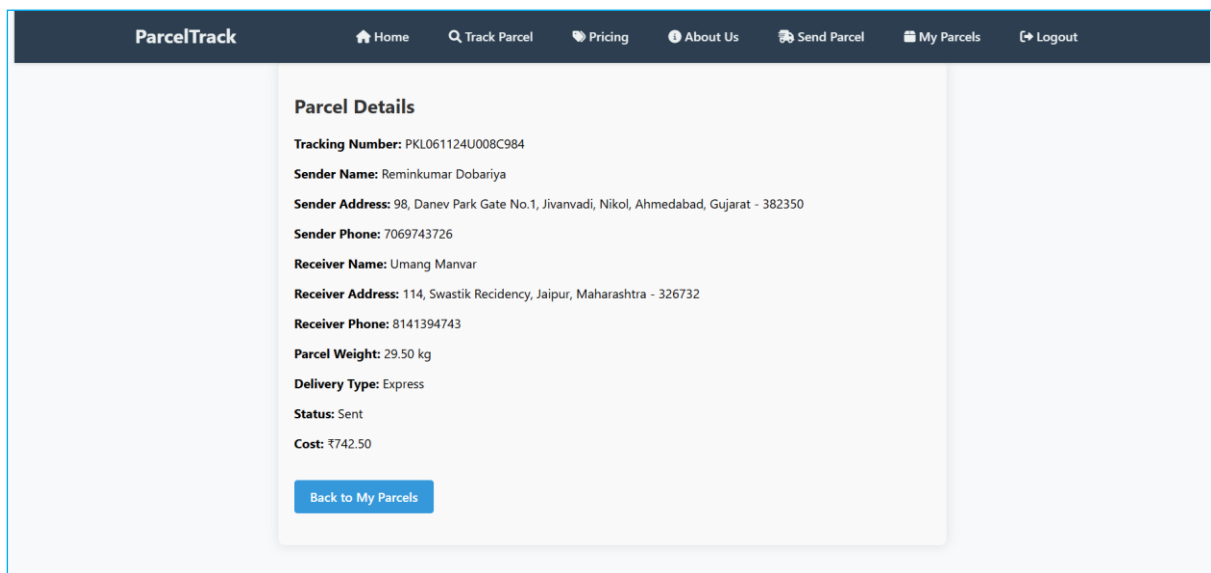 ParcelTrack Home Track Parcel Pricing About Us Send Parcel My Parcels Logout
Parcel Details
Tracking Number: PKL061124U008C984
Sender Name: Reminkumar Dobariya
Sender Address: 98, Danev Park Gate No.1, Jivanvadi, Nikol, Ahmedabad, Gujarat - 382350
Sender Phone: 7069743726
Receiver Name: Umang Manvar
Receiver Address: 114, Swastik Recidency, Jaipur, Maharashtra - 326732
Receiver Phone: 8141394743
Parcel Weight: 29.50 kg
Delivery Type: Express
Status: Sent
Cost: ₹742.50
Back to My Parcels